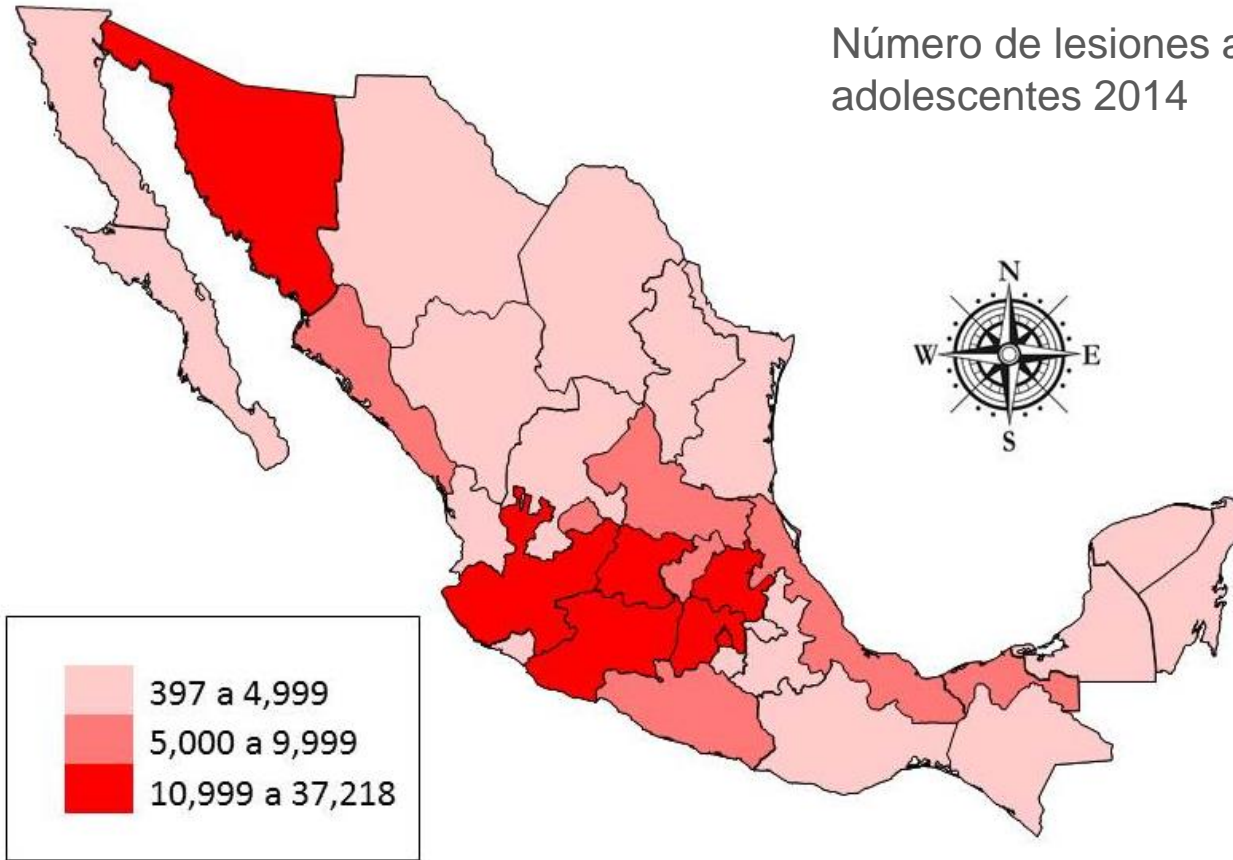 Número de lesiones a
adolescentes 2014
N
W E
S
397 a 4,999
5,000 a 9,999
10,999 a 37,218